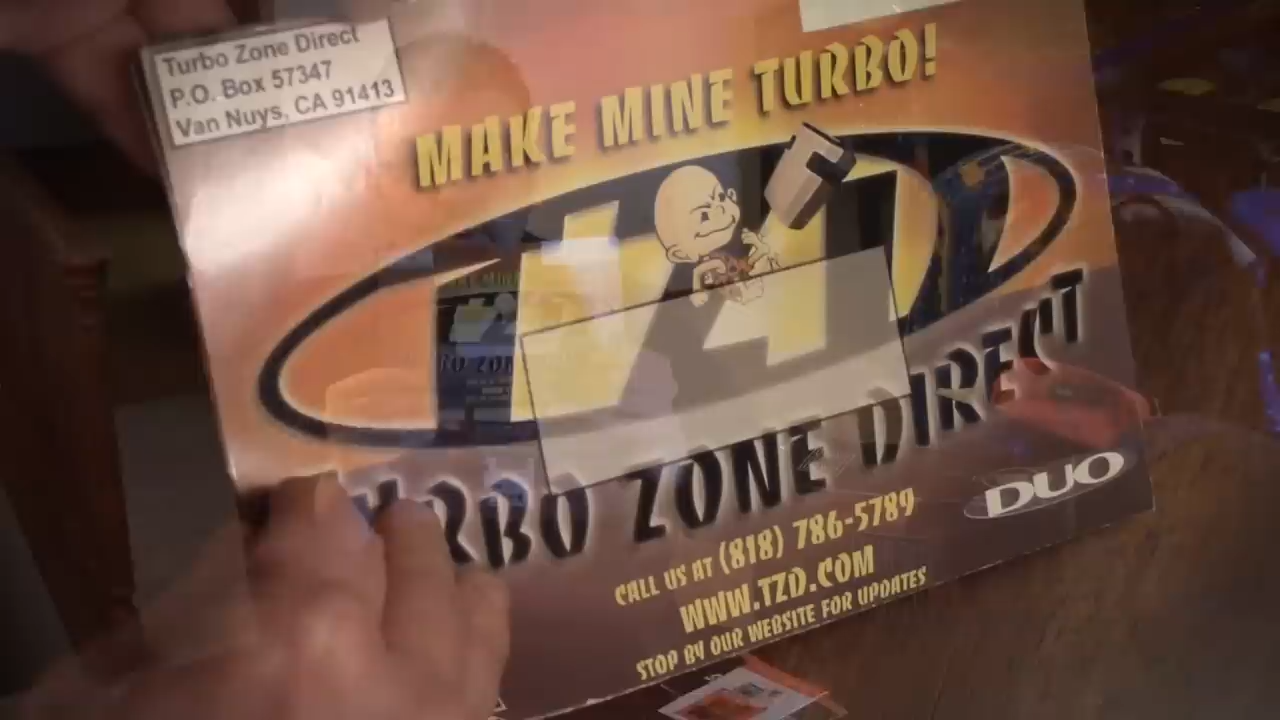 Turbo Zone Direct
P.O. Box 57347
Van Nuys, CA 91413
MAKE MINE TURBO!
TZD
TURBO ZONE DIRECT
DUO
CALL US AT (818) 786-5789
WWW.TZD.COM
STOP BY OUR WEBSITE FOR UPDATES